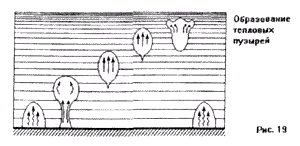 Образование
тепловых
пузырей
Рис. 19